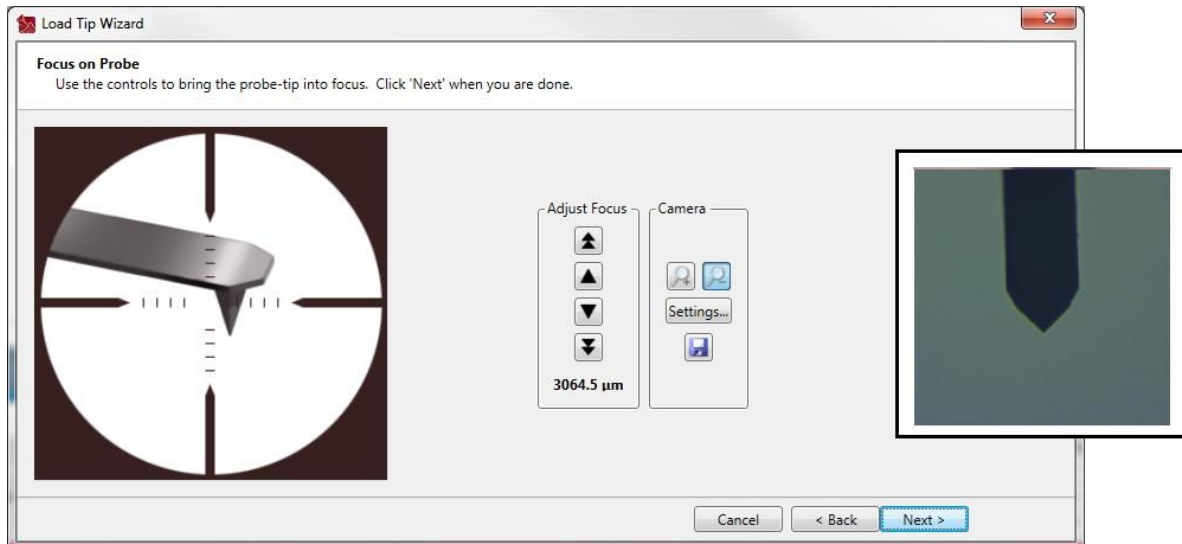 Load Tip Wizard
Focus on Probe
Use the controls to bring the probe-tip into focus. Click 'Next' when you are done.
Adjust Focus
Camera
Settings...
3064.5 µm
Cancel
< Back
Next >